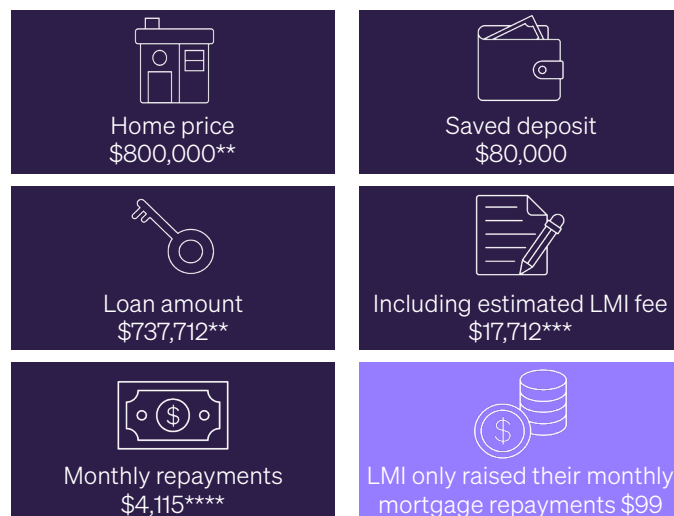 Home price
$800,000**
Saved deposit
$80,000
Loan amount
$737,712**
Including estimated LMI fee
$17,712***
$
Monthly repayments
$4,115****
$
LMI only raised their monthly
mortgage repayments $99